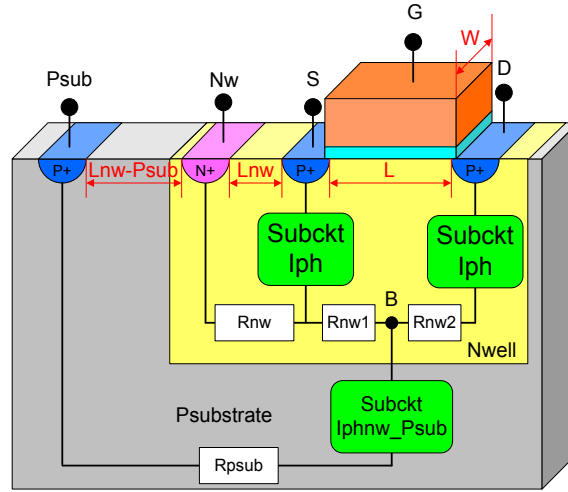 G
W
Psub
Nw
S
D
P+
Lnw-Psub
N+
Lnw
P+
L
P+
Subckt
Iph
Subckt
Iph
B
Rnw
Rnw1
Rnw2
Nwell
Psubstrate
Subckt
Iphnw_Psub
Rpsub